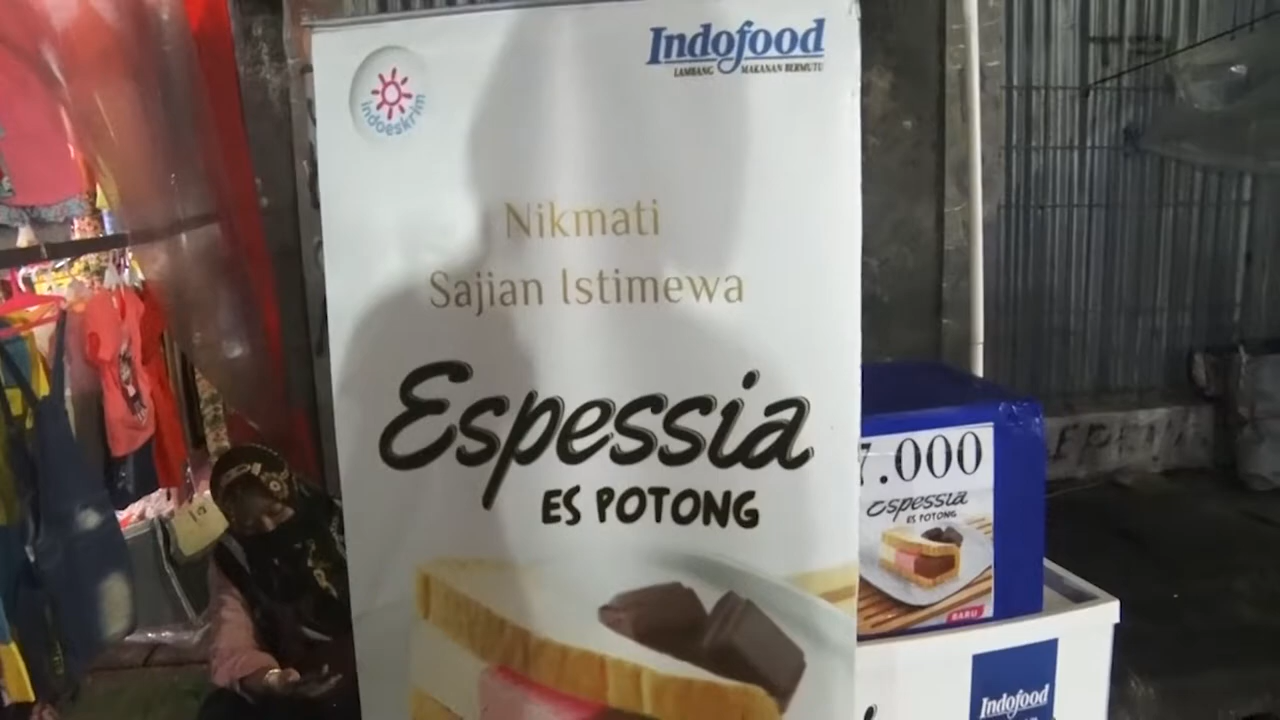 Indofood
LAMBANG MAKANAN BERMUTU
indoeskrim
Nikmati
Sajian Istimewa
Espessia
ES POTONG
7.000
Espessia
ES POTONG
BARU
Indofood